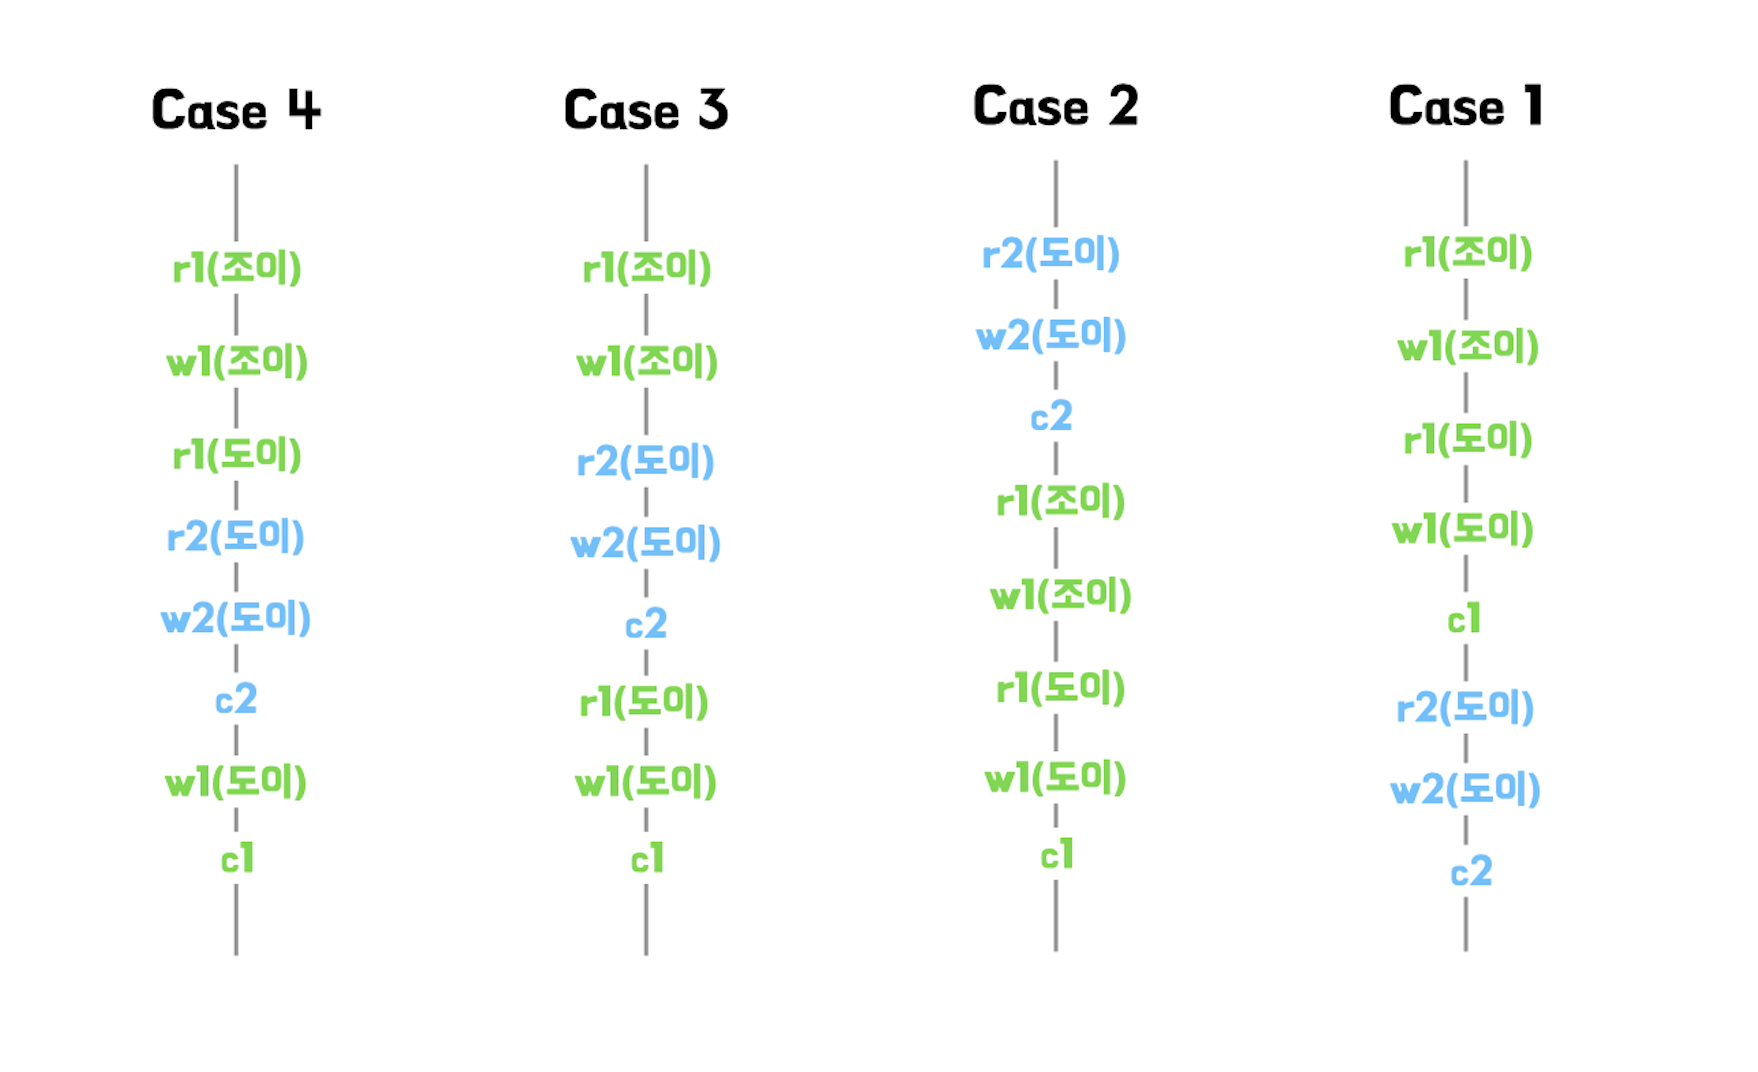 Case 4
r1(조이)
w1(조이)
r1(도이)
r2(도이)
w2(도이)
c2
w1(도이)
c1
Case 3
r1(조이)
w1(조이)
r2(도이)
w2(도이)
c2
r1(도이)
w1(도이)
c1
Case 2
r2(도이)
w2(도이)
c2
r1(조이)
w1(조이)
r1(도이)
w1(도이)
c1
Case 1
r1(조이)
w1(조이)
r1(도이)
w1(도이)
c1
r2(도이)
w2(도이)
c2